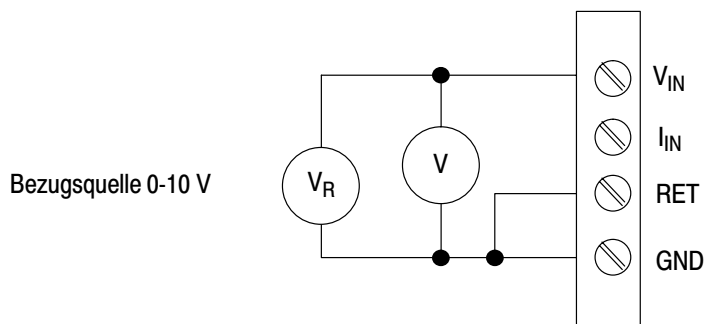 V_IN
I_IN
V
V_R
Bezugsquelle 0-10 V
RET
GND